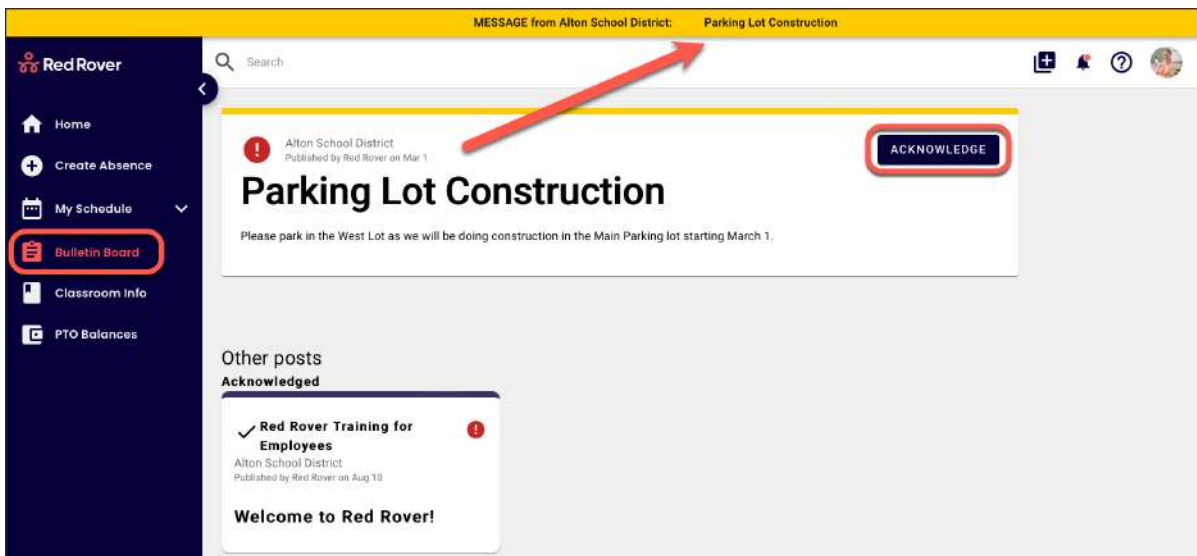 MESSAGE from Alton School District: Parking Lot Construction
Red Rover
Search
Home
Create Absence
My Schedule
Bulletin Board
Classroom Info
PTO Balances
Alton School District
Published by Red Rover on Mar 1
ACKNOWLEDGE
Parking Lot Construction
Please park in the West Lot as we will be doing construction in the Main Parking lot starting March 1.
Other posts
Acknowledged
Red Rover Training for
Employees
Alton School District
Published by Red Rover on Aug 10
Welcome to Red Rover!